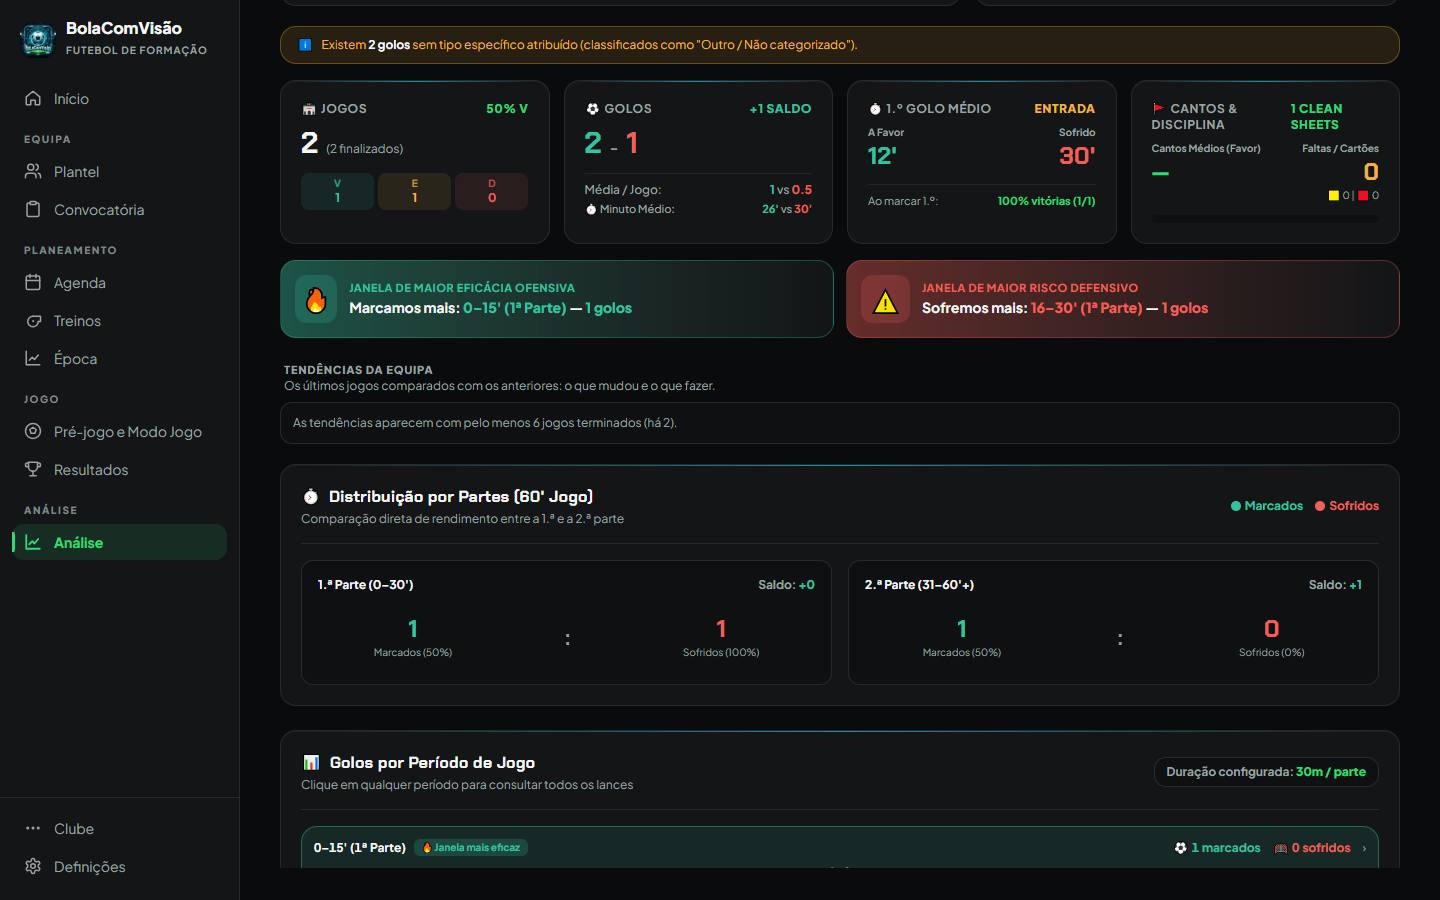 BolaComVisão
FUTEBOL DE FORMAÇÃO
Início
EQUIPA
Plantel
Convocatória
PLANEAMENTO
Agenda
Treinos
Época
JOGO
Pré-jogo e Modo Jogo
Resultados
ANÁLISE
Análise
Clube
Definições
Existem 2 golos sem tipo específico atribuído (classificados como "Outro / Não categorizado").
JOGOS 50% V
2 (2 finalizados)
V E D
1 1 0
GOLOS +1 SALDO
2 - 1
Média / Jogo: 1 vs 0.5
Minuto Médio: 26' vs 30'
1.º GOLO MÉDIO ENTRADA
A Favor Sofrido
12' 30'
Ao marcar 1.º: 100% vitórias (1/1)
CANTOS & DISCIPLINA 1 CLEAN SHEETS
Cantos Médios (Favor) Faltas / Cartões
— 0
0 | 0
JANELA DE MAIOR EFICÁCIA OFENSIVA
Marcamos mais: 0–15' (1ª Parte) — 1 golos
JANELA DE MAIOR RISCO DEFENSIVO
Sofremos mais: 16–30' (1ª Parte) — 1 golos
TENDÊNCIAS DA EQUIPA
Os últimos jogos comparados com os anteriores: o que mudou e o que fazer.
As tendências aparecem com pelo menos 6 jogos terminados (há 2).
Distribuição por Partes (60' Jogo)
Comparação direta de rendimento entre a 1.ª e a 2.ª parte
Marcados Sofridos
1.ª Parte (0–30') Saldo: +0
1 : 1
Marcados (50%) Sofridos (100%)
2.ª Parte (31–60'+) Saldo: +1
1 : 0
Marcados (50%) Sofridos (0%)
Golos por Período de Jogo
Clique em qualquer período para consultar todos os lances
Duração configurada: 30m / parte
0–15' (1ª Parte) Janela mais eficaz 1 marcados 0 sofridos ›